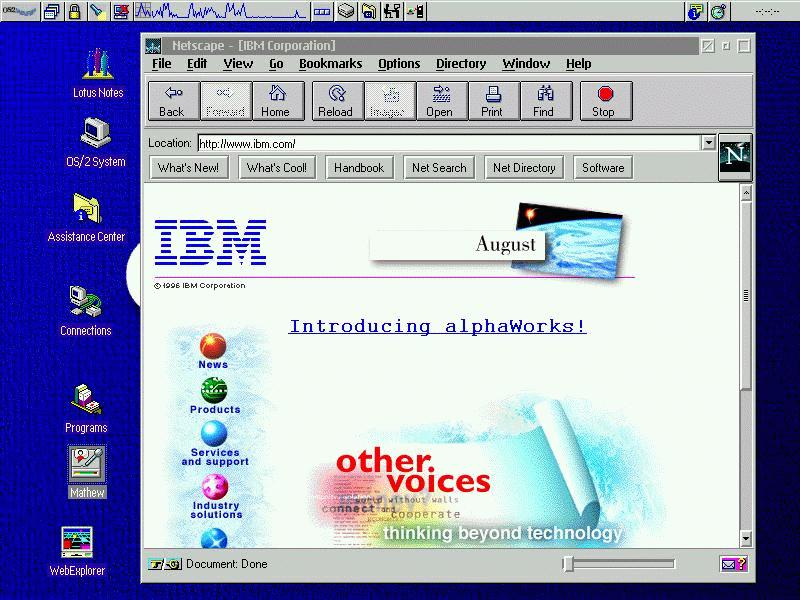 OS2
--:--:--
Lotus Notes
OS/2 System
Assistance Center
Connections
Programs
Mathew
WebExplorer
Netscape - [IBM Corporation]
File Edit View Go Bookmarks Options Directory Window Help
Back Forward Home Reload Images Open Print Find Stop
Location: http://www.ibm.com/
N
What's New! What's Cool! Handbook Net Search Net Directory Software
IBM
August
© 1996 IBM Corporation
Introducing alphaWorks!
News
Products
Services
and support
Industry
solutions
other.
voices
world without walls
connect and
cooperate
thinking beyond technology
Document: Done